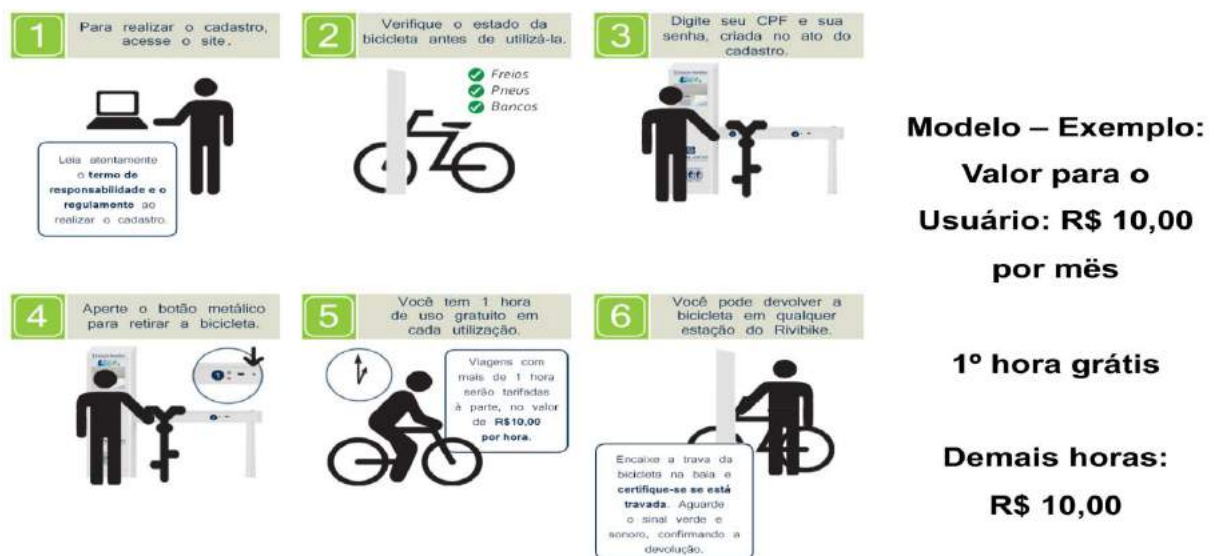 1
Para realizar o cadastro,
acesse o site.
Leia atentamente
o termo de
responsabilidade e o
regulamento ao
realizar o cadastro.
2
Verifique o estado da
bicicleta antes de utilizá-la.
Freios
Pneus
Bancos
3
Digite seu CPF e sua
senha, criada no ato do
cadastro.
4
Aperte o botão metálico
para retirar a bicicleta.
1
5
Você tem 1 hora
de uso gratuito em
cada utilização.
Viagens com
mais de 1 hora
serão tarifadas
à parte, no valor
de R$10,00
por hora.
6
Você pode devolver a
bicicleta em qualquer
estação do Rivibike.
Encaixe a trava da
bicicleta na baia e
certifique-se se está
travada. Aguarde
o sinal verde e
sonoro, confirmando a
devolução.
Modelo – Exemplo:
Valor para o
Usuário: R$ 10,00
por mës
1º hora grátis
Demais horas:
R$ 10,00